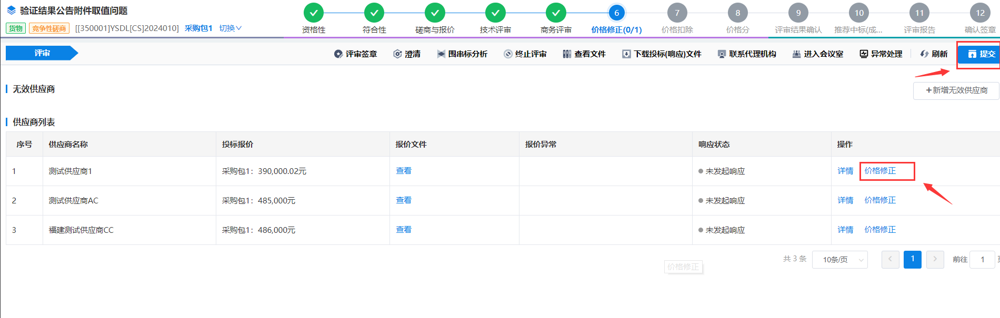 验证结果公告附件取值问题
货物 竞争性磋商 [[350001]YSDL[CS]2024010] 采购包1 切换
资格性 符合性 磋商与报价 技术评审 商务评审 6 价格修正(0/1) 7 价格扣除 8 价格分 9 评审结果确认 10 推荐中标(成... 11 评审报告 12 确认签章
评审 评审签章 澄清 围串标分析 终止评审 查看文件 下载投标(响应)文件 联系代理机构 进入会议室 异常处理 刷新 提交
无效供应商
+新增无效供应商
供应商列表
序号 供应商名称 投标报价 报价文件 报价异常 响应状态 操作
1 测试供应商1 采购包1：390,000.02元 查看 未发起响应 详情 价格修正
2 测试供应商AC 采购包1：485,000元 查看 未发起响应 详情 价格修正
3 福建测试供应商CC 采购包1：486,000元 查看 未发起响应 详情 价格修正
共 3 条 10条/页 1 前往 1
价格修正